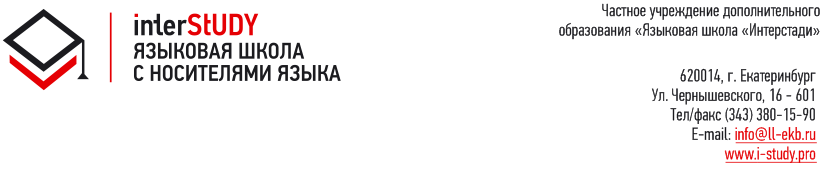 interStUDY
ЯЗЫКОВАЯ ШКОЛА
С НОСИТЕЛЯМИ ЯЗЫКА
Частное учреждение дополнительного
образования «Языковая школа «Интерстади»
620014, г. Екатеринбург
Ул. Чернышевского, 16 - 601
Тел/факс (343) 380-15-90
E-mail: info@ll-ekb.ru
www.i-study.pro